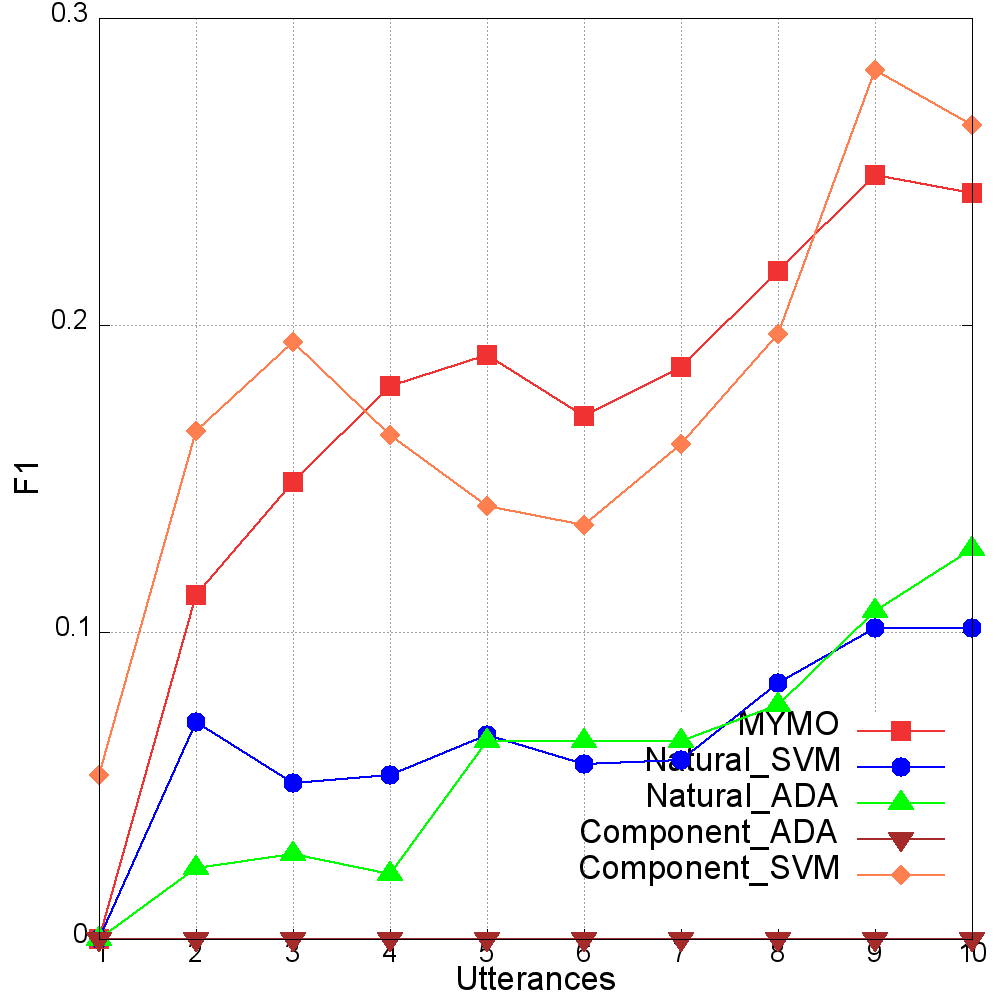 0.3
0.2
0.1
0
F1
1 2 3 4 5 6 7 8 9 10
Utterances
MYMO
Natural_SVM
Natural_ADA
Component_ADA
Component_SVM